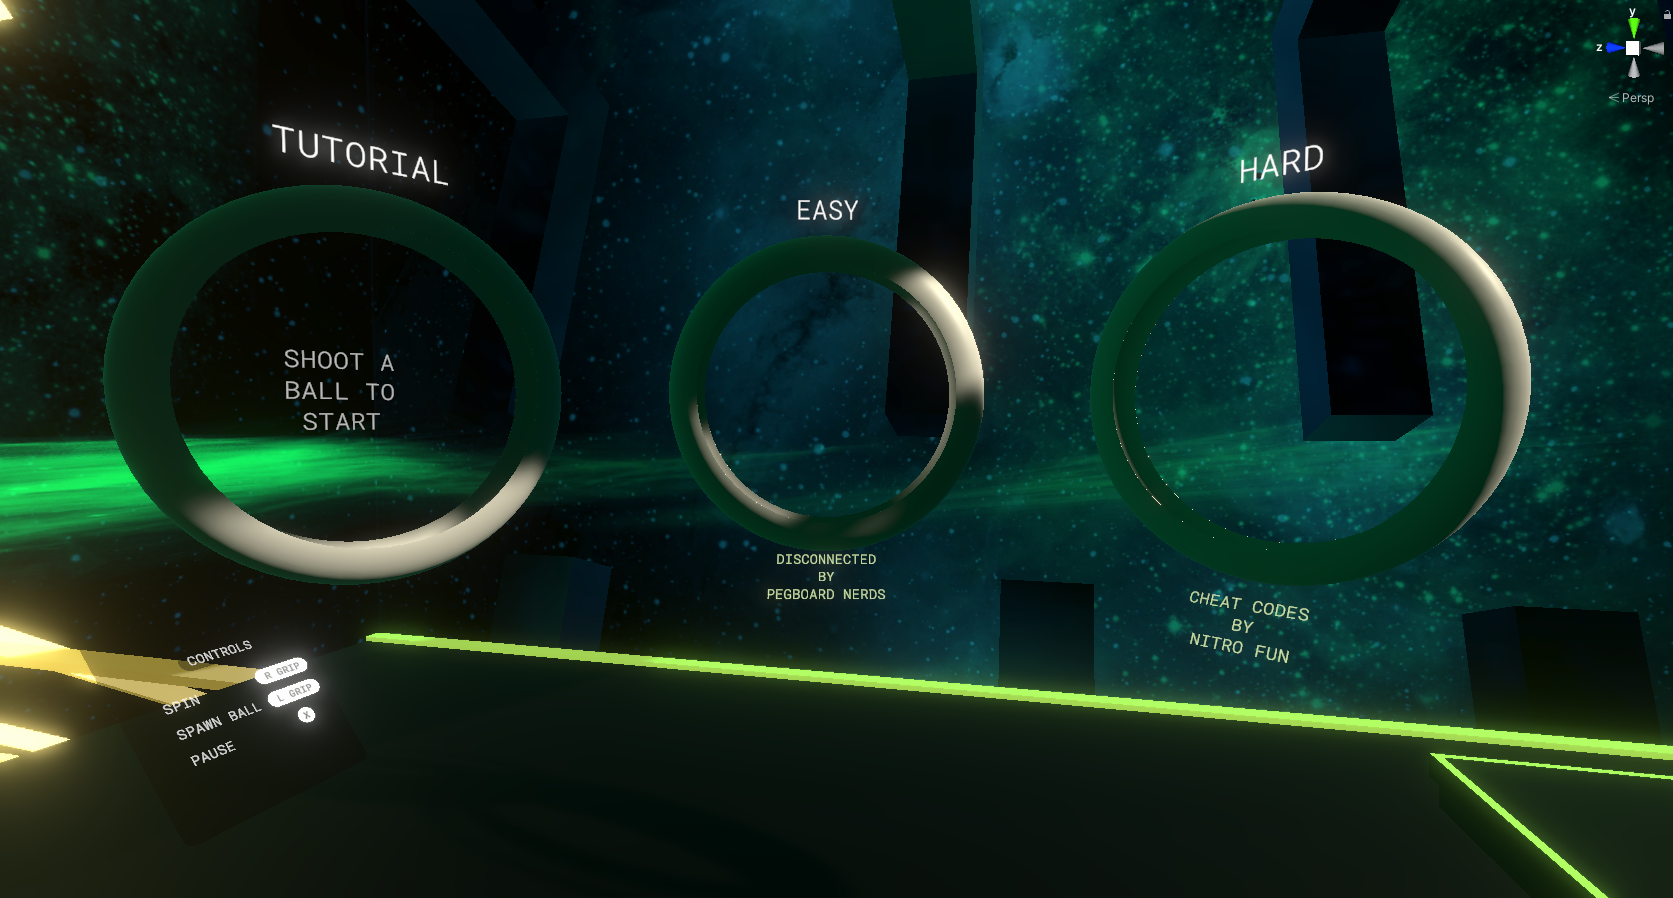 TUTORIAL
SHOOT A
BALL TO
START
EASY
DISCONNECTED
BY
PEGBOARD NERDS
HARD
CHEAT CODES
BY
NITRO FUN
CONTROLS
SPIN R GRIP
SPAWN BALL L GRIP
PAUSE X
y
z
Persp